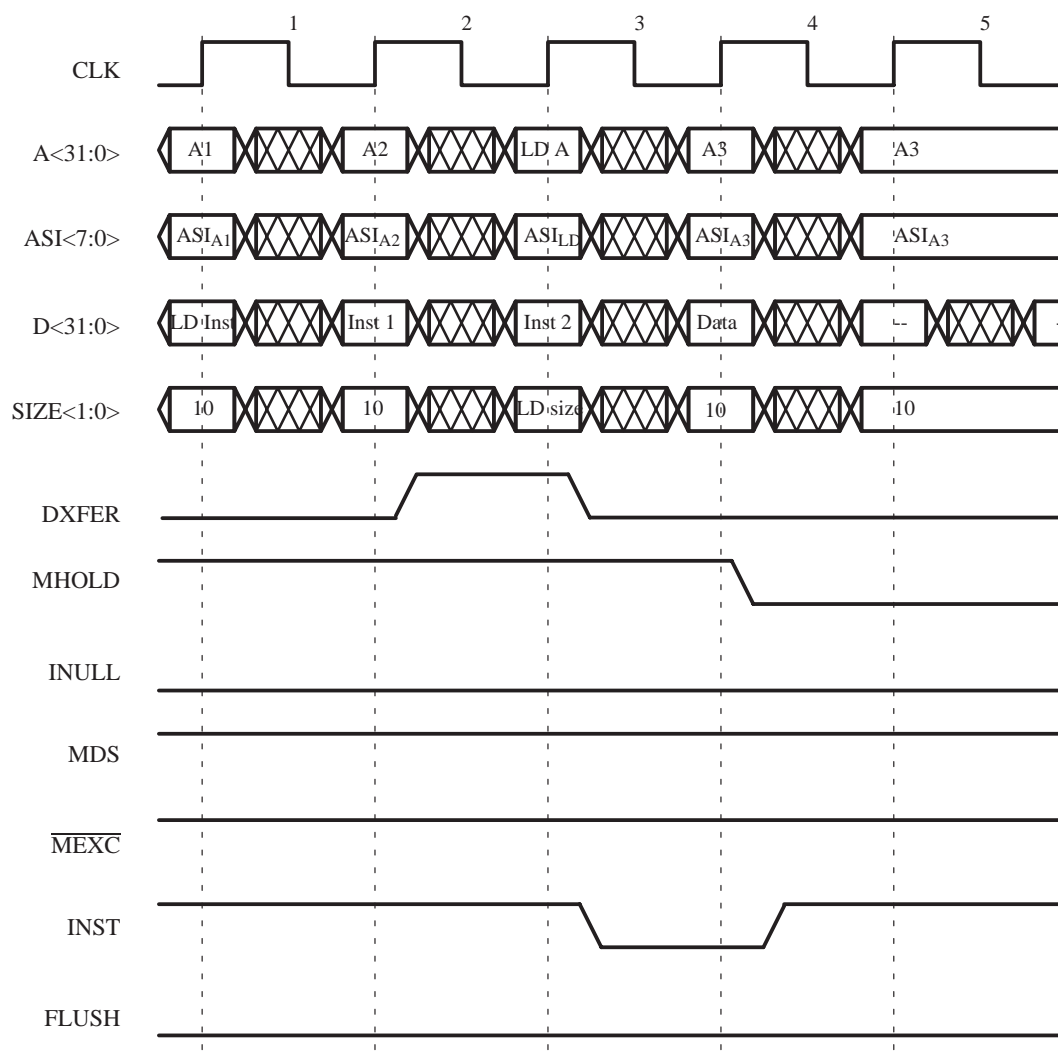 1 2 3 4 5
CLK
A<31:0> A1 A2 LD A A3 A3
ASI<7:0> ASIA1 ASIA2 ASILD ASIA3 ASIA3
D<31:0> LD Inst Inst 1 Inst 2 Data --
SIZE<1:0> 10 10 LD size 10 10
DXFER
MHOLD
INULL
MDS
MEXC
INST
FLUSH